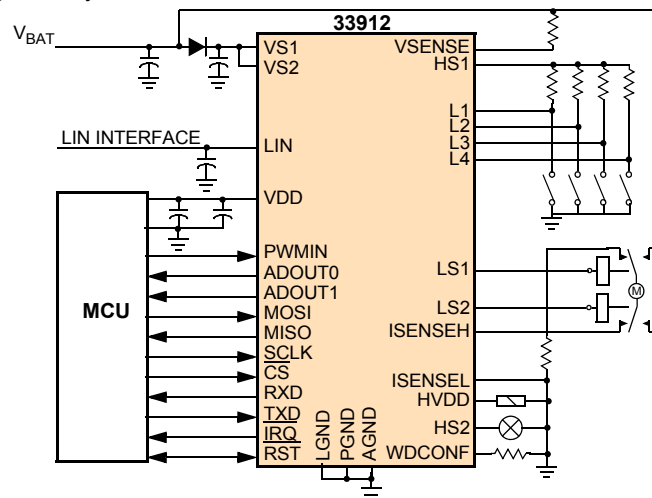 33912
VBAT
VS1
VS2
VSENSE
HS1
L1
L2
L3
L4
LIN INTERFACE
LIN
VDD
MCU
PWMIN
ADOUT0
ADOUT1
MOSI
MISO
SCLK
CS
RXD
TXD
IRQ
RST
LS1
M
LS2
ISENSEH
ISENSEL
HVDD
HS2
WDCONF
LGND
PGND
AGND